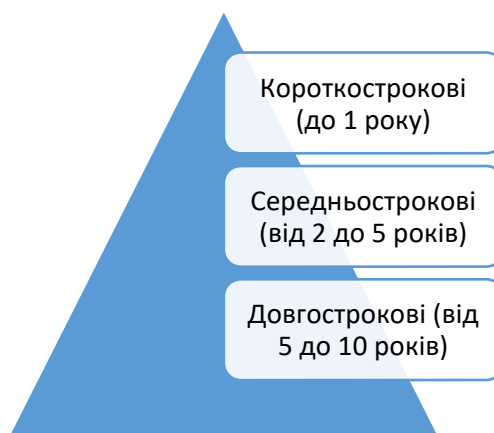 Короткострокові
(до 1 року)
Середньострокові
(від 2 до 5 років)
Довгострокові (від
5 до 10 років)